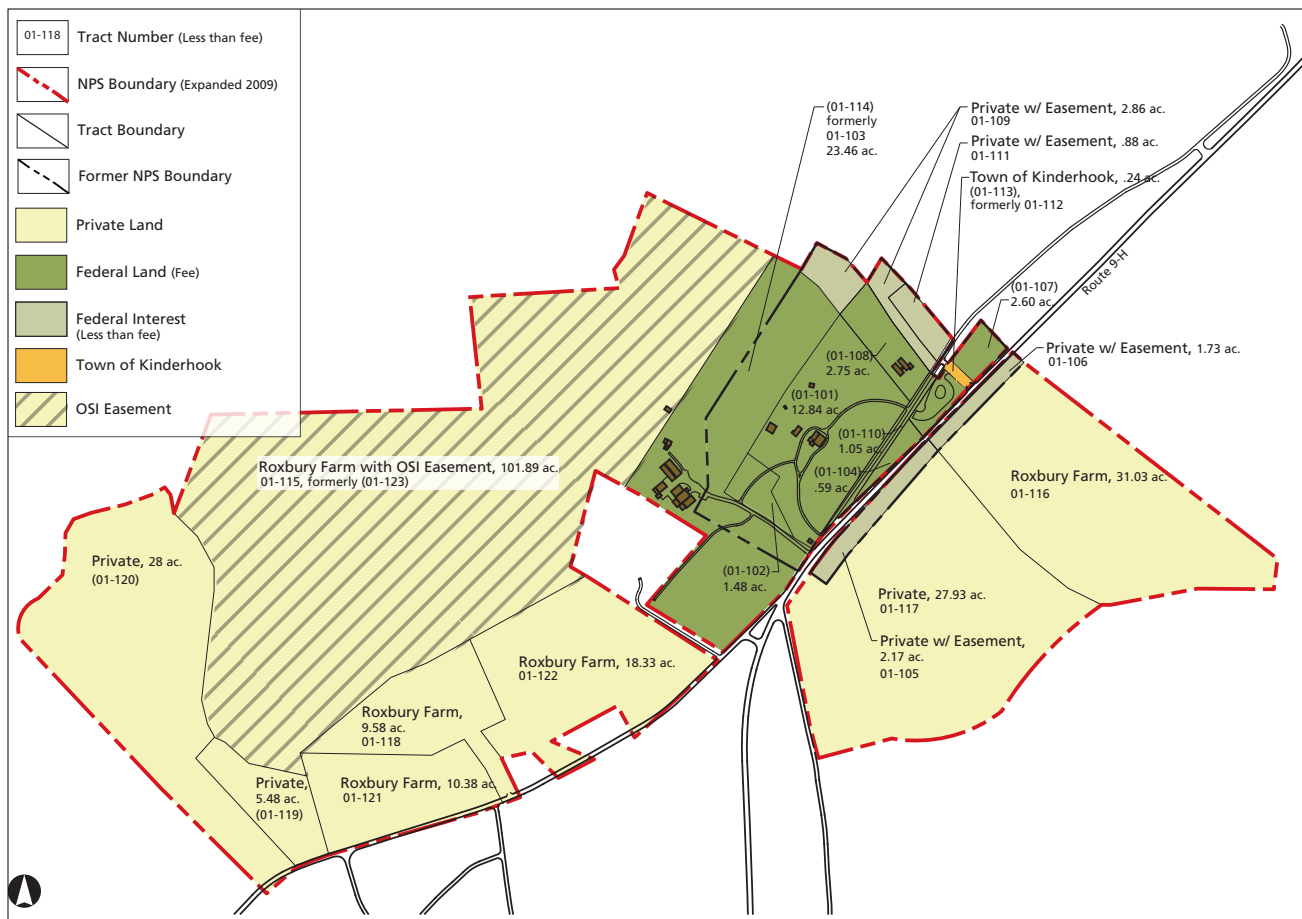 01-118 Tract Number (Less than fee)
NPS Boundary (Expanded 2009)
Tract Boundary
Former NPS Boundary
Private Land
Federal Land (Fee)
Federal Interest
(Less than fee)
Town of Kinderhook
OSI Easement
(01-114)
formerly
01-103
23.46 ac.
Private w/ Easement, 2.86 ac.
01-109
Private w/ Easement, .88 ac.
01-111
Town of Kinderhook, .24 ac.
(01-113),
formerly 01-112
Route 9-H
(01-107)
2.60 ac.
Private w/ Easement, 1.73 ac.
01-106
(01-108)
2.75 ac.
(01-101)
12.84 ac.
(01-110)
1.05 ac.
(01-104)
.59 ac.
(01-102)
1.48 ac.
Roxbury Farm with OSI Easement, 101.89 ac.
01-115, formerly (01-123)
Roxbury Farm, 31.03 ac.
01-116
Private, 28 ac.
(01-120)
Private, 27.93 ac.
01-117
Private w/ Easement,
2.17 ac.
01-105
Roxbury Farm, 18.33 ac.
01-122
Roxbury Farm,
9.58 ac.
01-118
Private,
5.48 ac.
(01-119)
Roxbury Farm, 10.38 ac.
01-121